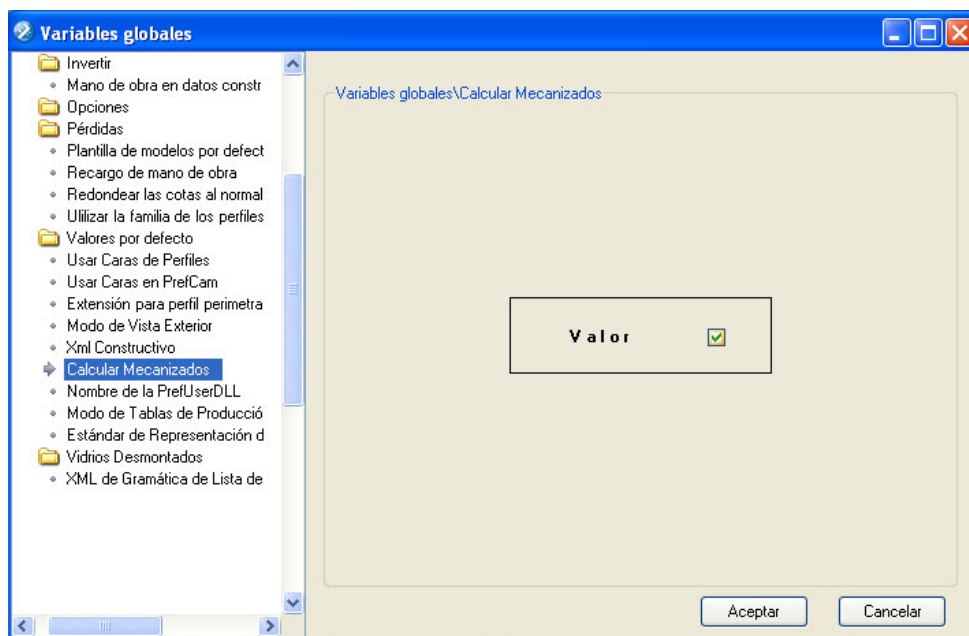 Variables globales
Invertir
Mano de obra en datos constr
Opciones
Pérdidas
Plantilla de modelos por defect
Recargo de mano de obra
Redondear las cotas al normal
Ulilizar la familia de los perfiles
Valores por defecto
Usar Caras de Perfiles
Usar Caras en PrefCam
Extensión para perfil perimetra
Modo de Vista Exterior
Xml Constructivo
Calcular Mecanizados
Nombre de la PrefUserDLL
Modo de Tablas de Producció
Estándar de Representación d
Vidrios Desmontados
XML de Gramática de Lista de
Variables globales\Calcular Mecanizados
Valor
Aceptar
Cancelar